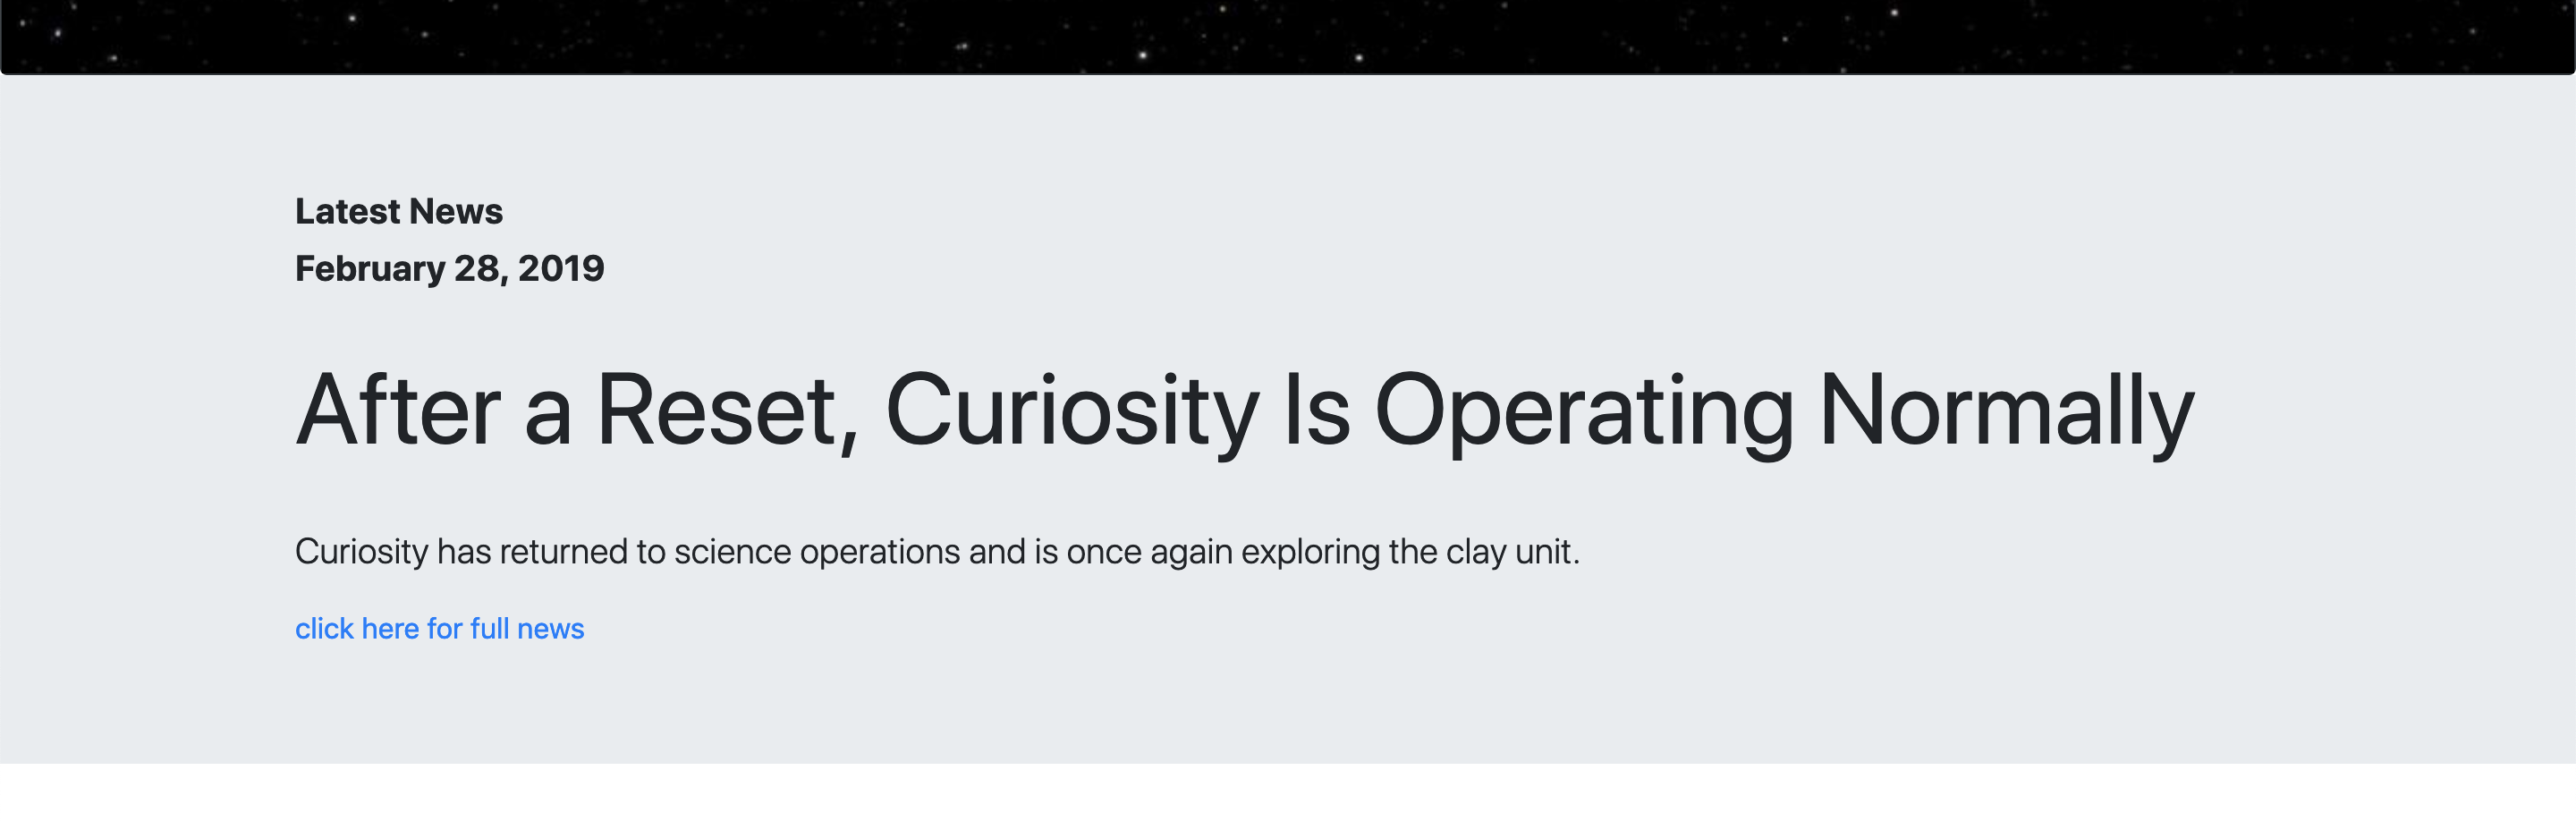 Latest News
February 28, 2019
After a Reset, Curiosity Is Operating Normally
Curiosity has returned to science operations and is once again exploring the clay unit.
click here for full news